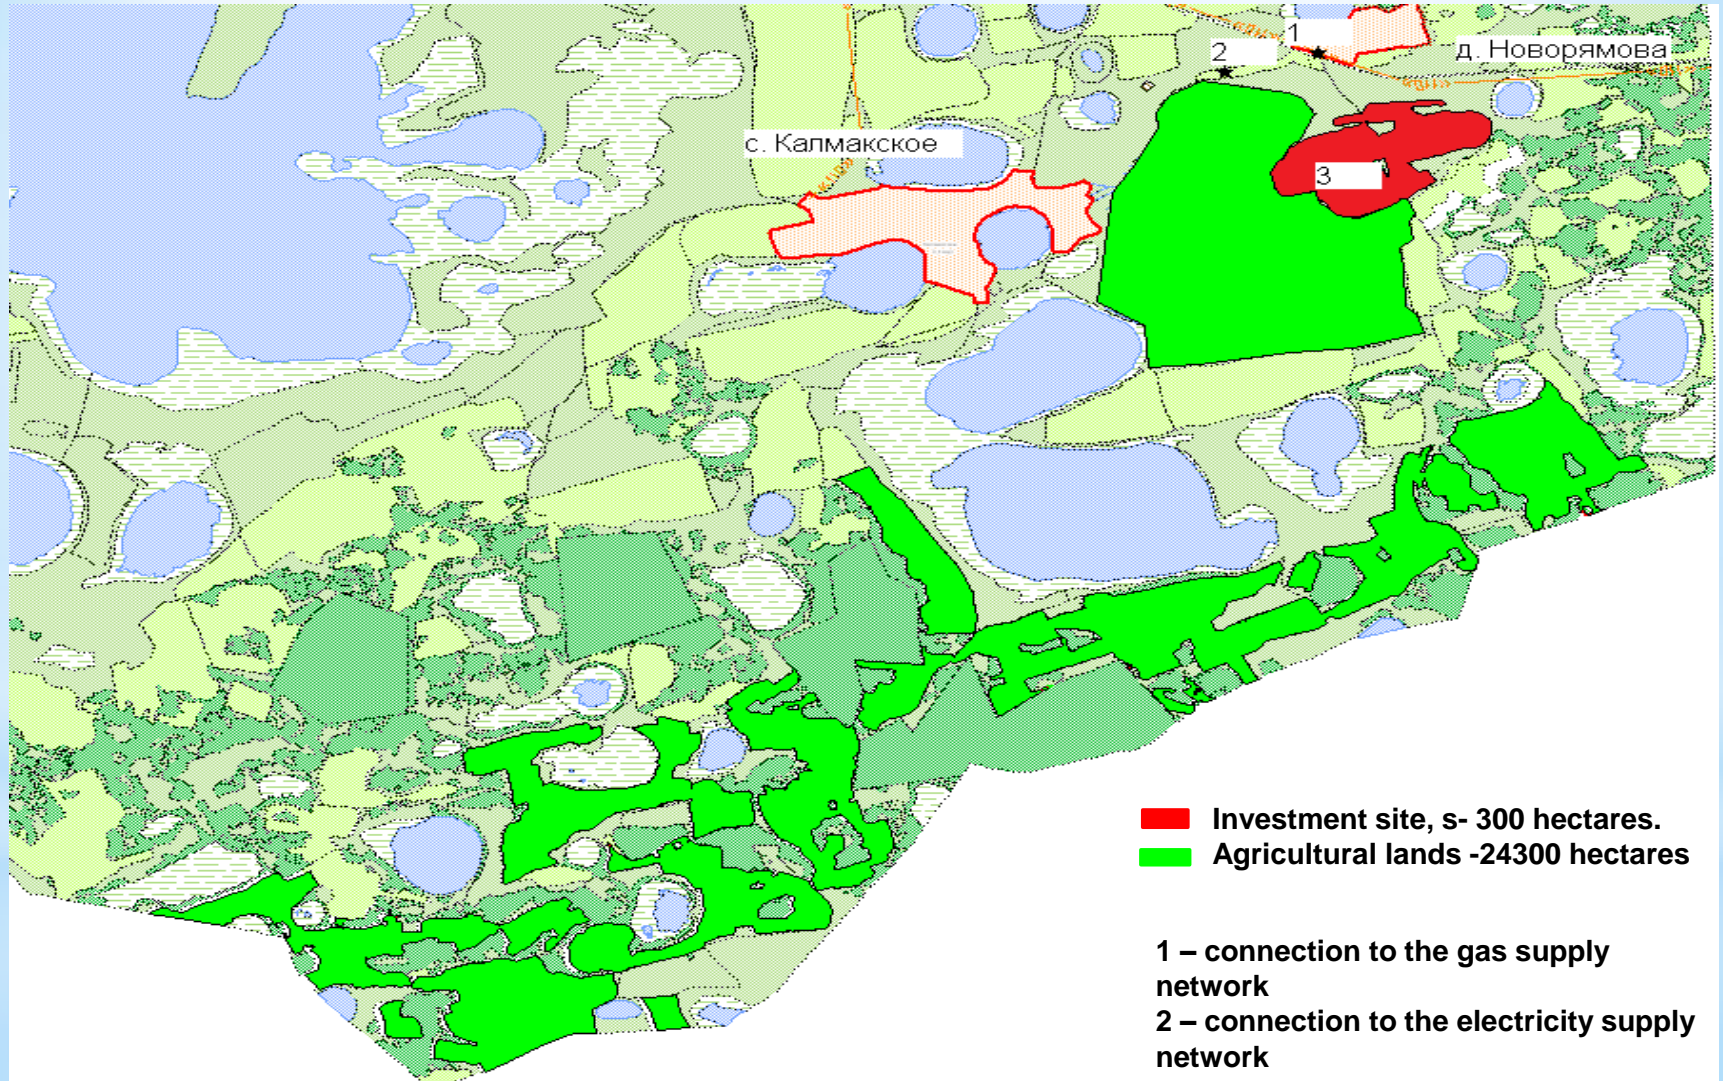 1
2
д. Новорямова
с. Калмакское
3
Investment site, s- 300 hectares.
Agricultural lands -24300 hectares
1 – connection to the gas supply
network
2 – connection to the electricity supply
network